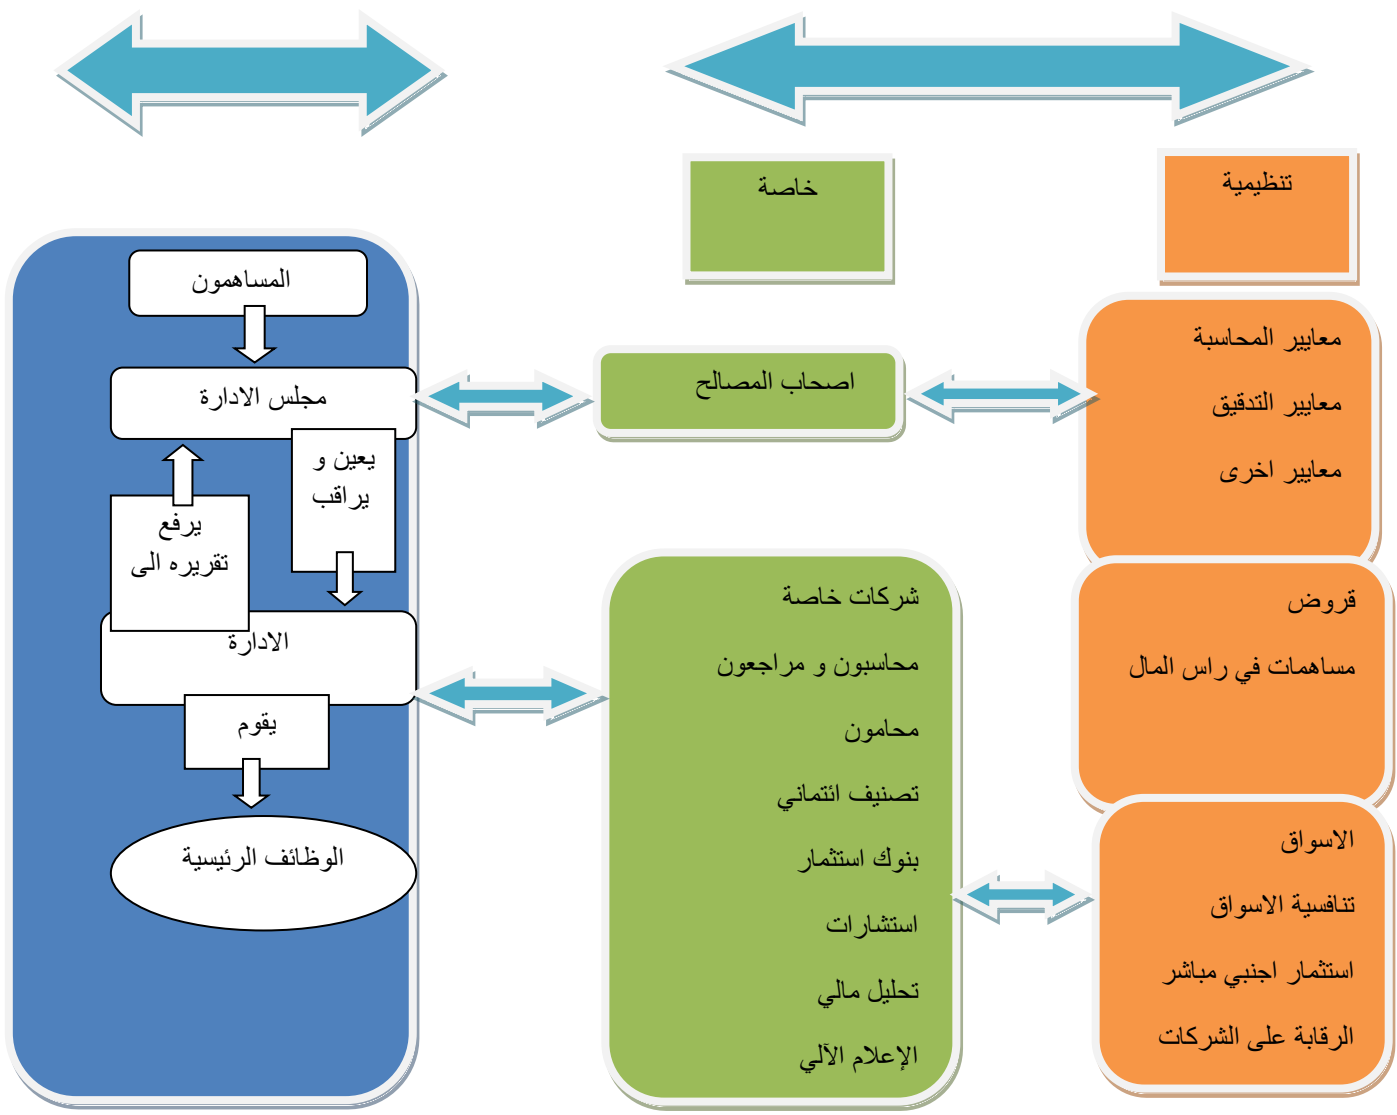 تنظيمية
خاصة
المساهمون
مجلس الادارة
يعين و
يراقب
يرفع
تقريره الى
الادارة
يقوم
الوظائف الرئيسية
اصحاب المصالح
شركات خاصة
محاسبون و مراجعون
محامون
تصنيف ائتماني
بنوك استثمار
استشارات
تحليل مالي
الإعلام الآلي
معايير المحاسبة
معايير التدقيق
معايير اخرى
قروض
مساهمات في راس المال
الاسواق
تنافسية الاسواق
استثمار اجنبي مباشر
الرقابة على الشركات